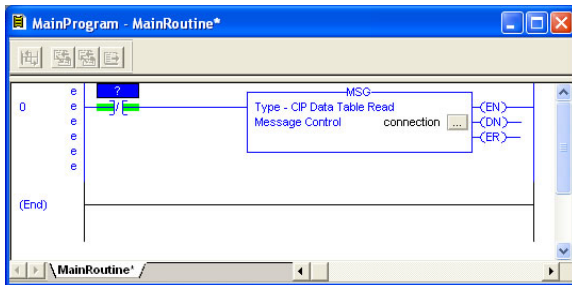 MainProgram - MainRoutine*
e
?
MSG
0
e
Type - CIP Data Table Read
EN
e
Message Control connection ...
DN
e
ER
e
e
(End)
MainRoutine*